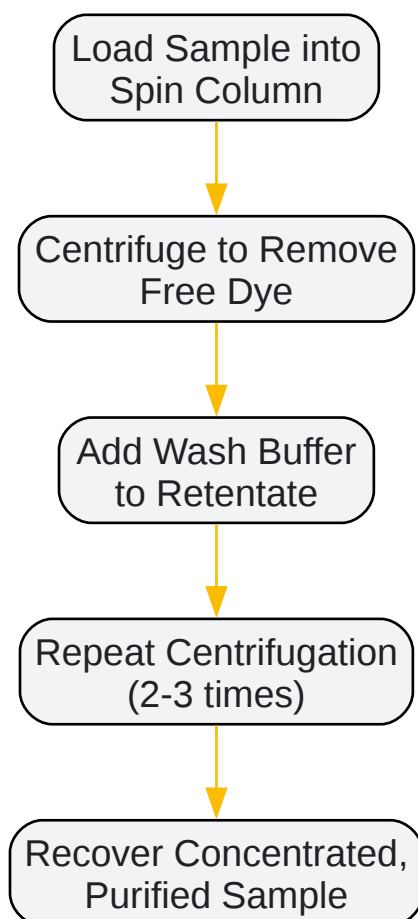 Load Sample into
Spin Column
Centrifuge to Remove
Free Dye
Add Wash Buffer
to Retentate
Repeat Centrifugation
(2-3 times)
Recover Concentrated,
Purified Sample